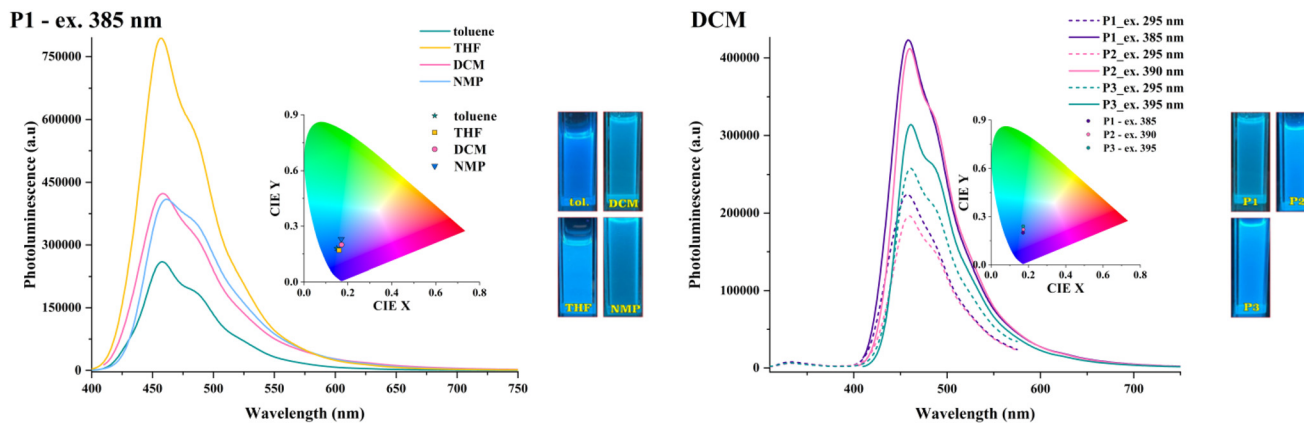 P1 - ex. 385 nm
toluene
THF
DCM
NMP
toluene
THF
DCM
NMP
Photoluminescence (a.u)
750000
600000
450000
300000
150000
0
400
450
500
550
600
650
700
750
Wavelength (nm)
CIE Y
0.9
0.6
0.3
0.0
0.0
0.2
0.4
0.6
0.8
CIE X
tol.
DCM
THF
NMP
DCM
P1_ex. 295 nm
P1_ex. 385 nm
P2_ex. 295 nm
P2_ex. 390 nm
P3_ex. 295 nm
P3_ex. 395 nm
P1 - ex. 385
P2 - ex. 390
P3 - ex. 395
Photoluminescence (a.u)
400000
300000
200000
100000
0
400
500
600
700
Wavelength (nm)
CIE Y
0.9
0.6
0.3
0.0
0.0
0.2
0.4
0.6
0.8
CIE X
P1
P2
P3